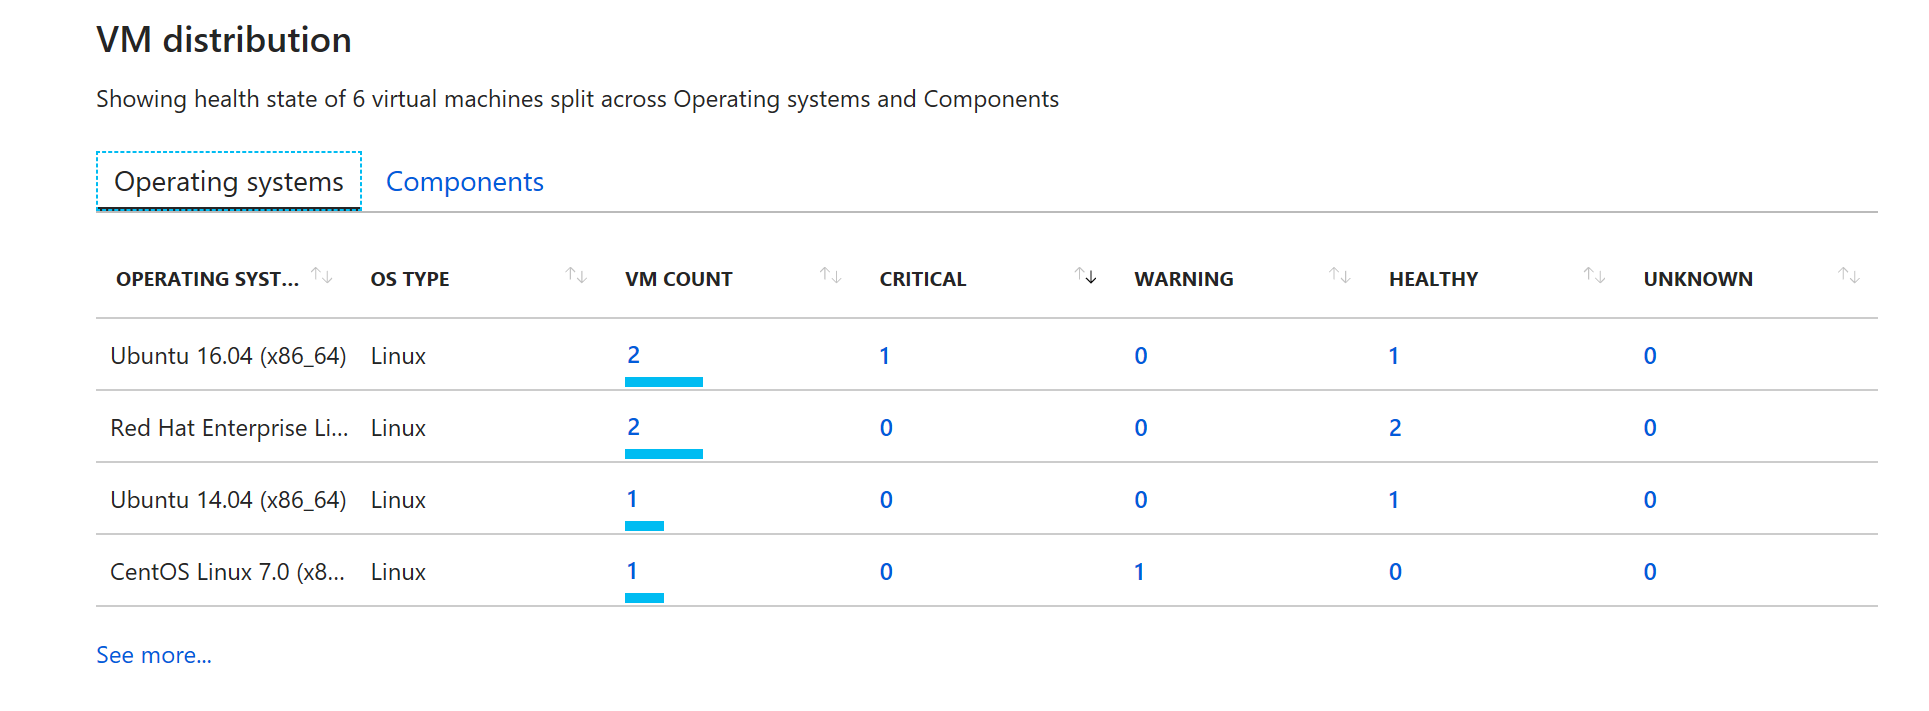 VM distribution
Showing health state of 6 virtual machines split across Operating systems and Components
Operating systems Components
OPERATING SYST... OS TYPE VM COUNT CRITICAL WARNING HEALTHY UNKNOWN
Ubuntu 16.04 (x86_64) Linux 2 1 0 1 0
Red Hat Enterprise Li... Linux 2 0 0 2 0
Ubuntu 14.04 (x86_64) Linux 1 0 0 1 0
CentOS Linux 7.0 (x8... Linux 1 0 1 0 0
See more...